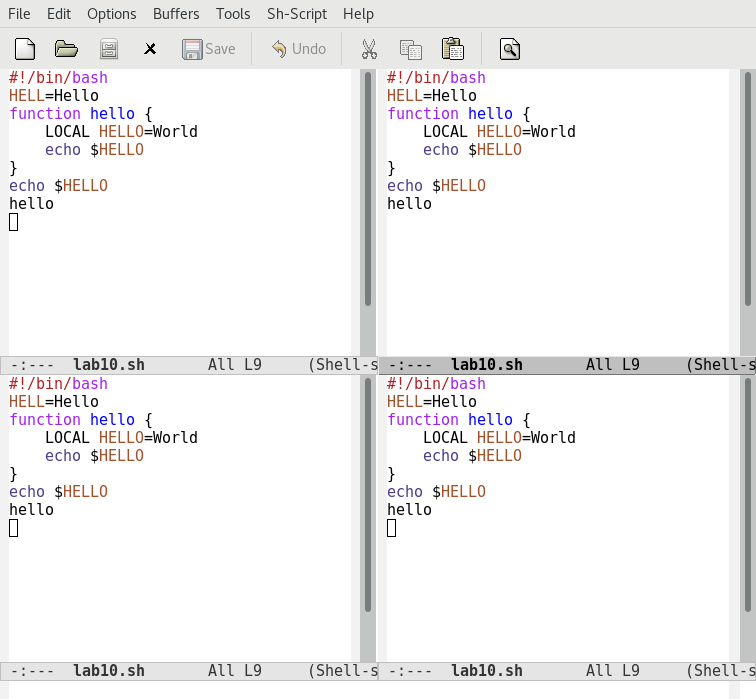 File Edit Options Buffers Tools Sh-Script Help
Save Undo
#!/bin/bash
HELL=Hello
function hello {
    LOCAL HELLO=World
    echo $HELLO
}
echo $HELLO
hello
-:--- lab10.sh All L9 (Shell-s
#!/bin/bash
HELL=Hello
function hello {
    LOCAL HELLO=World
    echo $HELLO
}
echo $HELLO
hello
-:--- lab10.sh All L9 (Shell-s
#!/bin/bash
HELL=Hello
function hello {
    LOCAL HELLO=World
    echo $HELLO
}
echo $HELLO
hello
-:--- lab10.sh All L9 (Shell-s
#!/bin/bash
HELL=Hello
function hello {
    LOCAL HELLO=World
    echo $HELLO
}
echo $HELLO
hello
-:--- lab10.sh All L9 (Shell-s